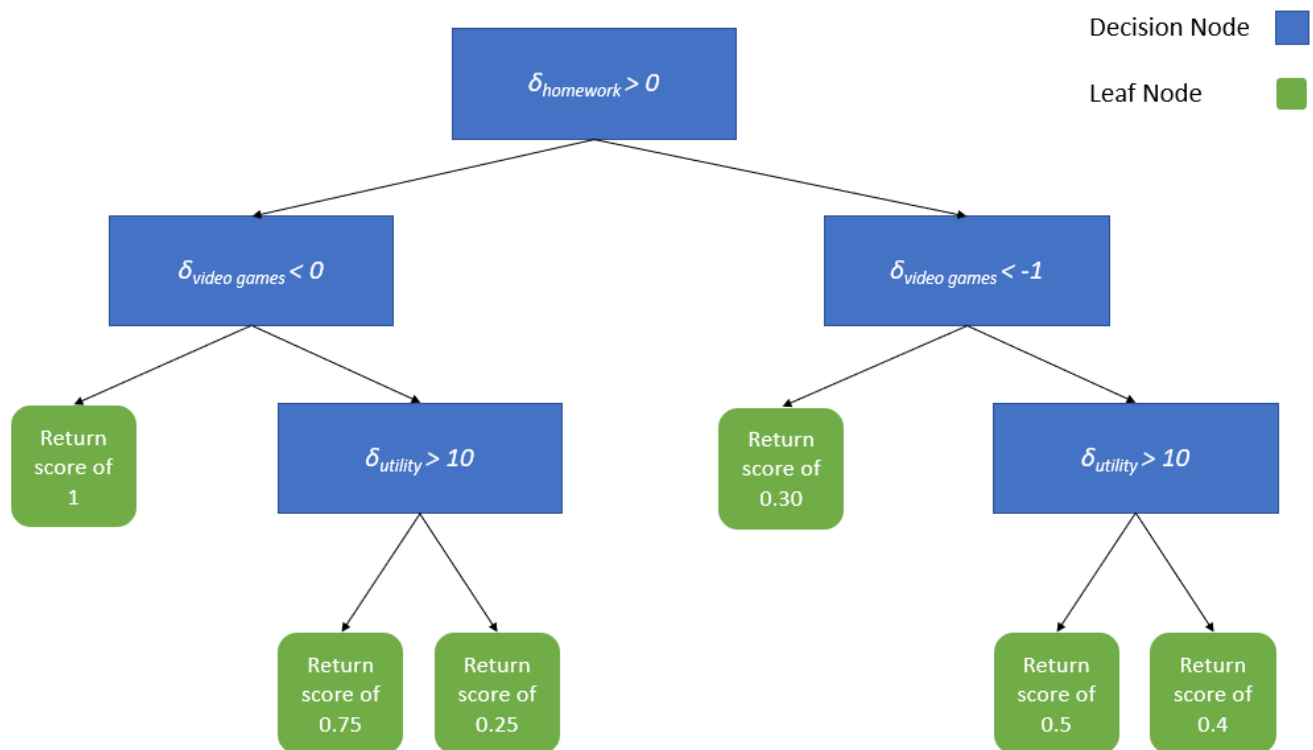 Decision Node
δhomework > 0
Leaf Node
δvideo games < 0
δvideo games < -1
Return
score of
1
δutility > 10
Return
score of
0.30
δutility > 10
Return
score of
0.75
Return
score of
0.25
Return
score of
0.5
Return
score of
0.4